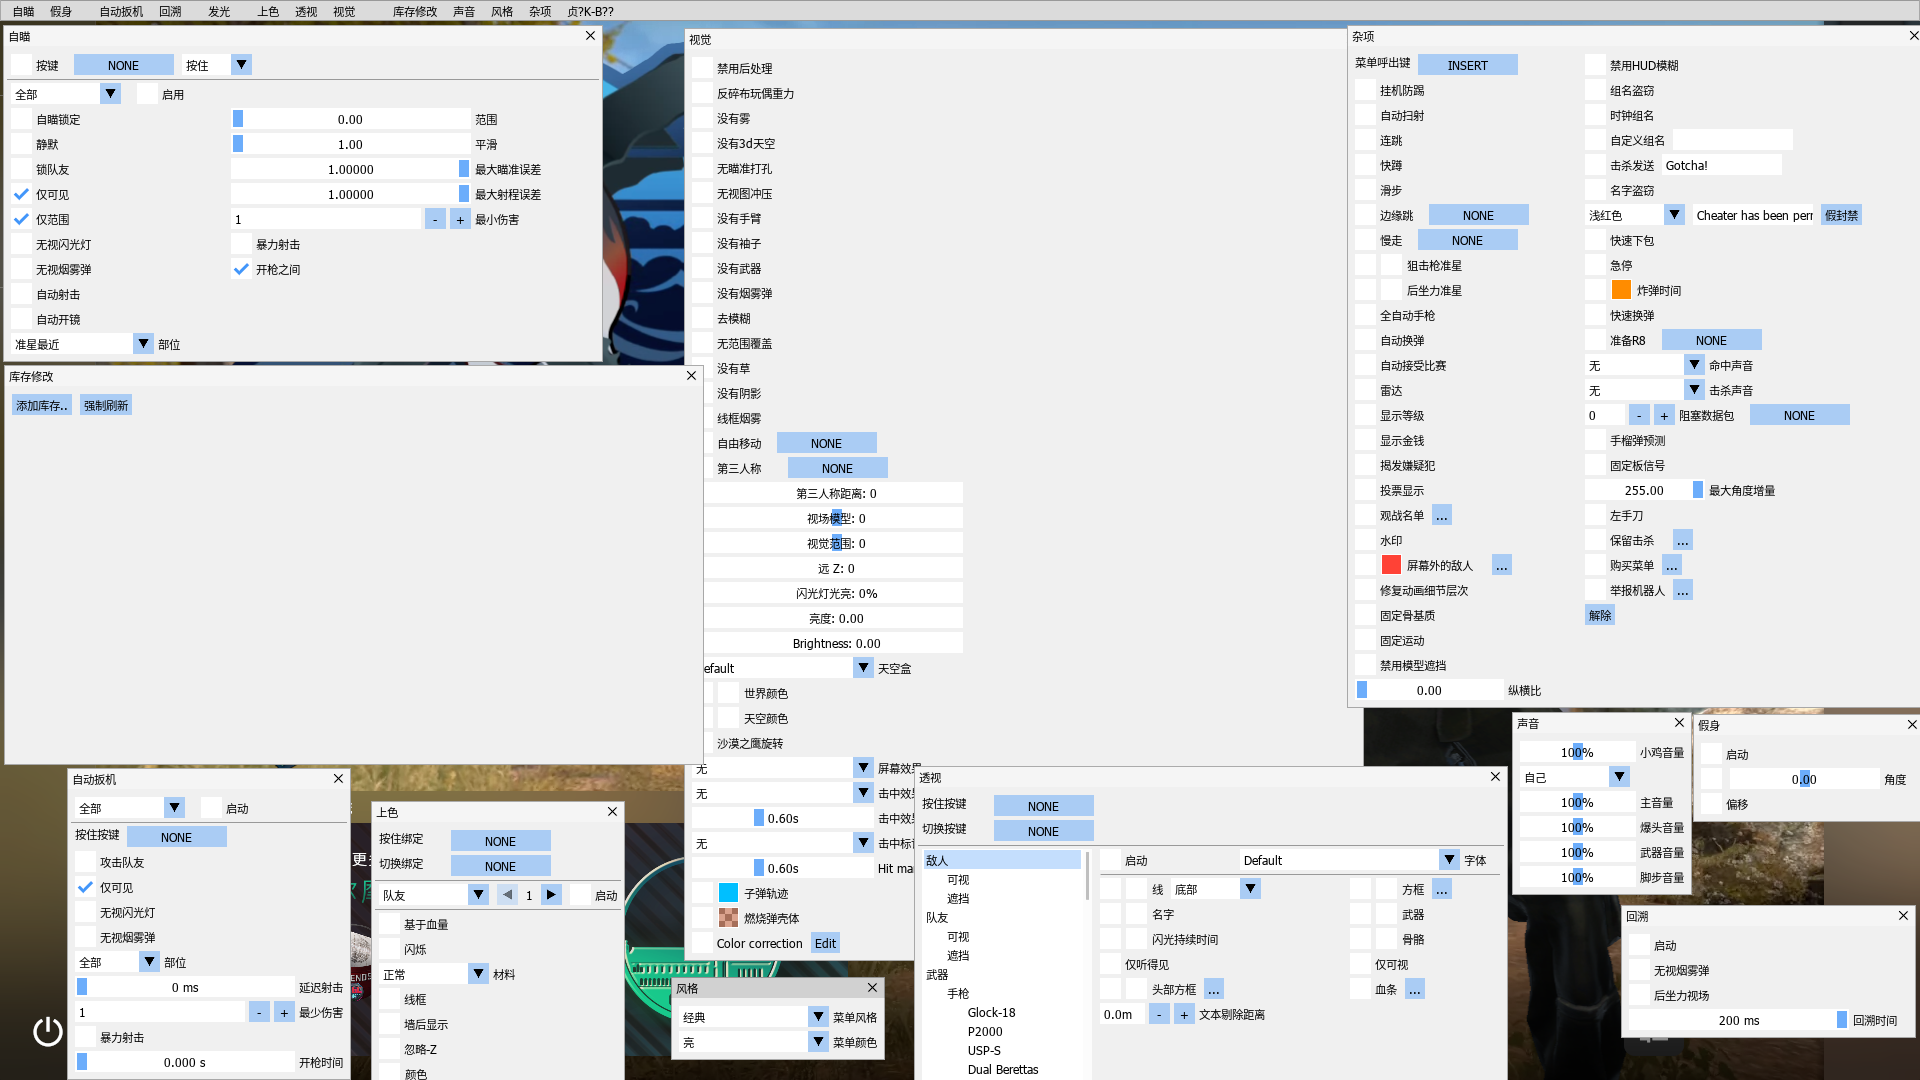 自瞄 假身 自动扳机 回溯 发光 上色 透视 视觉 库存修改 声音 风格 杂项 贞?K-B??
自瞄
按键 NONE 按住
全部 启用
自瞄锁定 0.00 范围
静默 1.00 平滑
锁队友 1.00000 最大瞄准误差
仅可见 1.00000 最大射程误差
仅范围 1 - + 最小伤害
无视闪光灯 暴力射击
无视烟雾弹 开枪之间
自动射击
自动开镜
准星最近 部位
库存修改
添加库存.. 强制刷新
视觉
禁用后处理
反碎布玩偶重力
没有雾
没有3d天空
无瞄准打孔
无视图冲压
没有手臂
没有袖子
没有武器
没有烟雾弹
去模糊
无范围覆盖
没有草
没有阴影
线框烟雾
自由移动 NONE
第三人称 NONE
第三人称距离: 0
视场模型: 0
视觉范围: 0
远 Z: 0
闪光灯光亮: 0%
亮度: 0.00
Brightness: 0.00
efault 天空盒
世界颜色
天空颜色
沙漠之鹰旋转
无 屏幕效
无 击中效
0.60s 击中效
无 击中标
0.60s Hit ma
子弹轨迹
燃烧弹壳体
Color correction Edit
杂项
菜单呼出键 INSERT
挂机防踢
自动扫射
连跳
快蹲
滑步
边缘跳 NONE
慢走 NONE
狙击枪准星
后坐力准星
全自动手枪
自动换弹
自动接受比赛
雷达
显示等级
显示金钱
揭发嫌疑犯
投票显示
观战名单 ...
水印
屏幕外的敌人 ...
修复动画细节层次
固定骨基质
固定运动
禁用模型遮挡
0.00 纵横比
禁用HUD模糊
组名盗窃
时钟组名
自定义组名
击杀发送 Gotcha!
名字盗窃
浅红色 Cheater has been perr 假封禁
快速下包
急停
炸弹时间
快速换弹
准备R8 NONE
无 命中声音
无 击杀声音
0 - + 阻塞数据包 NONE
手榴弹预测
固定板信号
255.00 最大角度增量
左手刀
保留击杀 ...
购买菜单 ...
举报机器人 ...
解除
自动扳机
全部 启动
按住按键 NONE
攻击队友
仅可见
无视闪光灯
无视烟雾弹
全部 部位
0 ms 延迟射击
1 - + 最少伤害
暴力射击
0.000 s 开枪时间
上色
按住绑定 NONE
切换绑定 NONE
队友 1 启动
基于血量
闪烁
正常 材料
线框
墙后显示
忽略-Z
颜色
风格
经典 菜单风格
亮 菜单颜色
透视
按住按键 NONE
切换按键 NONE
敌人
可视
遮挡
队友
可视
遮挡
武器
手枪
Glock-18
P2000
USP-S
Dual Berettas
启动 Default 字体
线 底部 方框 ...
名字 武器
闪光持续时间 骨骼
仅听得见 仅可视
头部方框 ... 血条 ...
0.0m - + 文本剔除距离
声音
100% 小鸡音量
自己
100% 主音量
100% 爆头音量
100% 武器音量
100% 脚步音量
假身
启动
0.00 角度
偏移
回溯
启动
无视烟雾弹
后坐力视场
200 ms 回溯时间